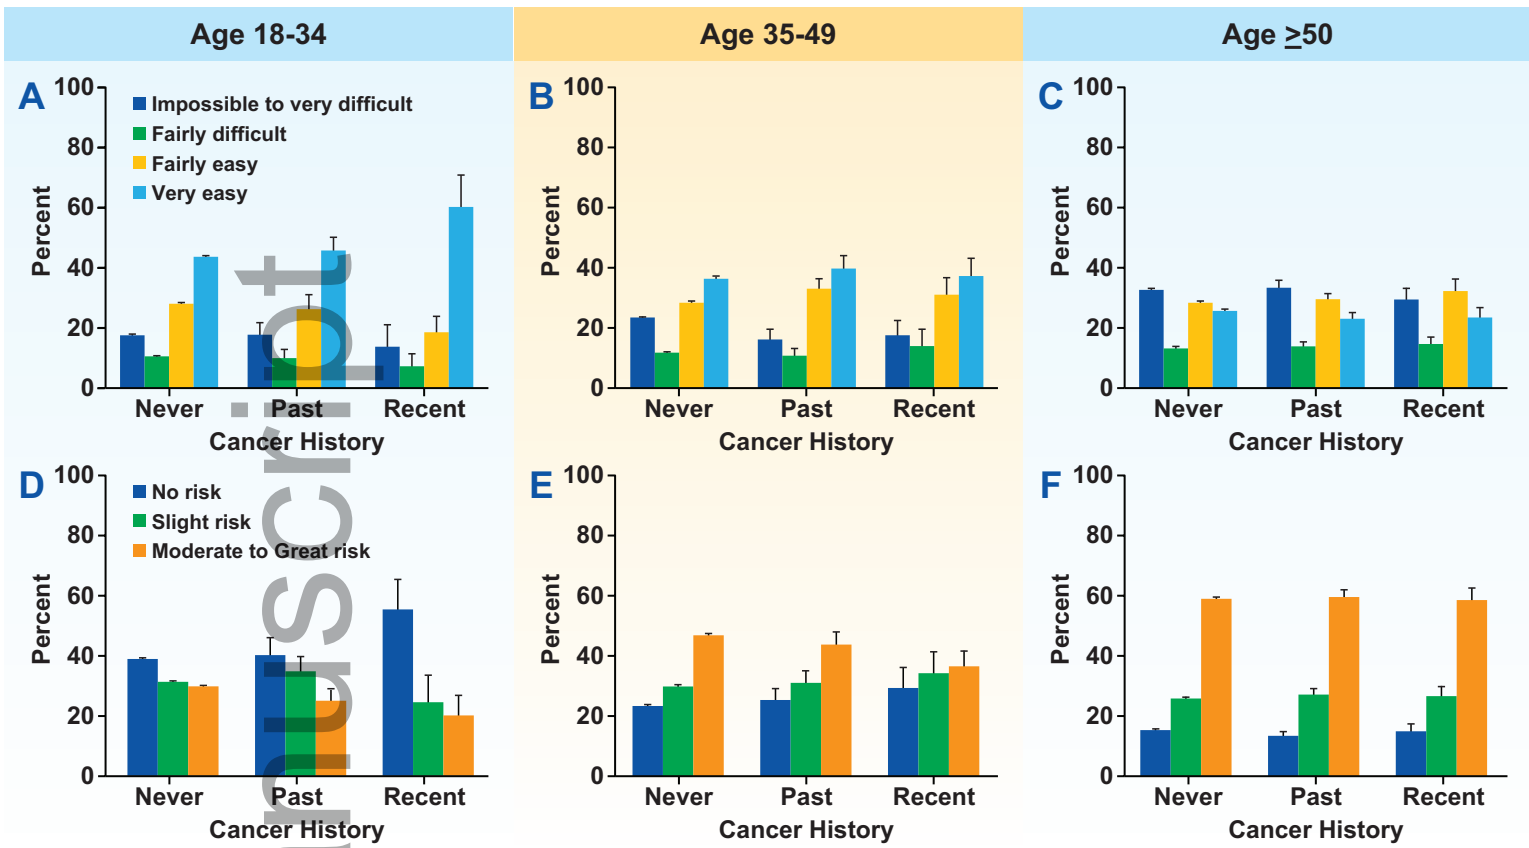 Age 18-34
Age 35-49
Age ≥50
A
100
80
60
40
20
0
Percent
Impossible to very difficult
Fairly difficult
Fairly easy
Very easy
Never Past Recent
Cancer History
B
100
80
60
40
20
0
Percent
Never Past Recent
Cancer History
C
100
80
60
40
20
0
Percent
Never Past Recent
Cancer History
D
100
80
60
40
20
0
Percent
No risk
Slight risk
Moderate to Great risk
Never Past Recent
Cancer History
E
100
80
60
40
20
0
Percent
Never Past Recent
Cancer History
F
100
80
60
40
20
0
Percent
Never Past Recent
Cancer History
nuscript